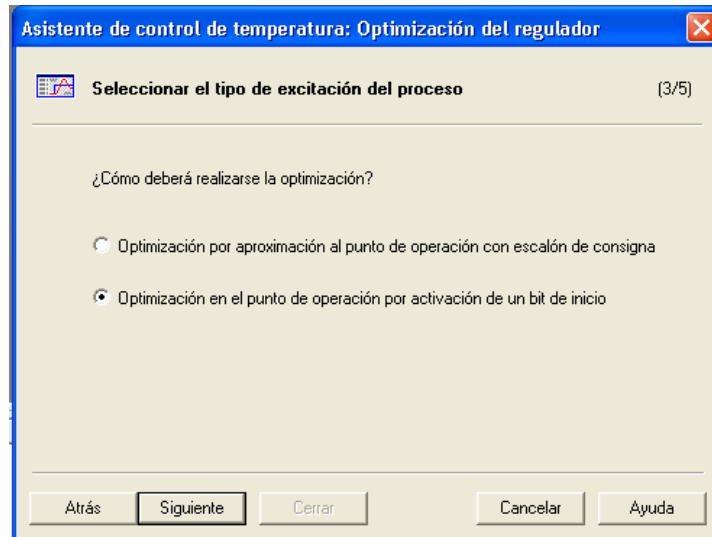 Asistente de control de temperatura: Optimización del regulador
Seleccionar el tipo de excitación del proceso
(3/5)
¿Cómo deberá realizarse la optimización?
Optimización por aproximación al punto de operación con escalón de consigna
Optimización en el punto de operación por activación de un bit de inicio
Atrás
Siguiente
Cerrar
Cancelar
Ayuda